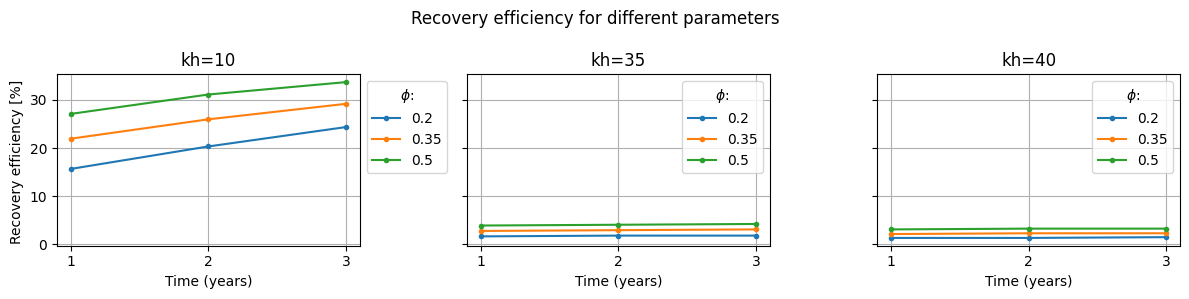 Recovery efficiency for different parameters
kh=10
Recovery efficiency [%]
30
20
10
0
1
2
3
Time (years)
ϕ:
0.2
0.35
0.5
kh=35
1
2
3
Time (years)
ϕ:
0.2
0.35
0.5
kh=40
1
2
3
Time (years)
ϕ:
0.2
0.35
0.5